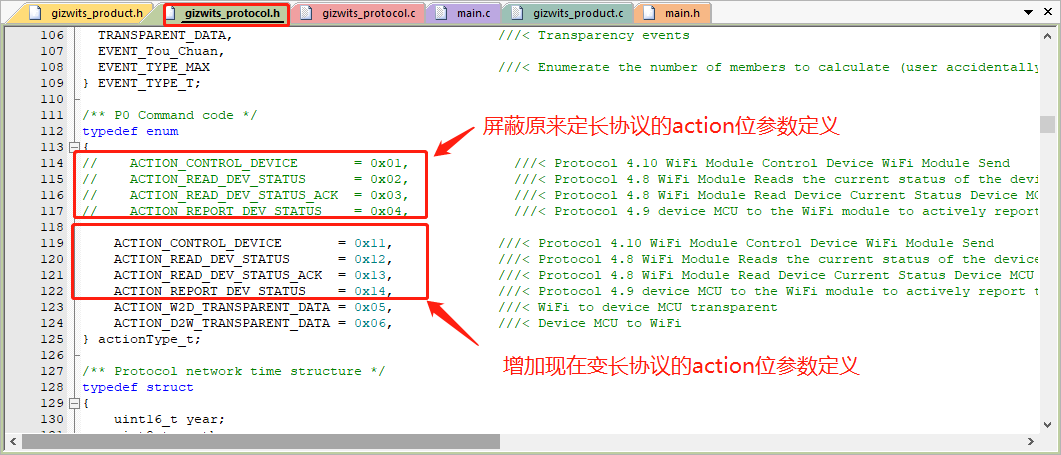 gizwits_product.h gizwits_protocol.h gizwits_protocol.c main.c gizwits_product.c main.h
106 TRANSPARENT_DATA, ///< Transparency events
107 EVENT_Tou_Chuan,
108 EVENT_TYPE_MAX ///< Enumerate the number of members to calculate (user accidentally
109 } EVENT_TYPE_T;
110
111 /** P0 Command code */
屏蔽原来定长协议的action位参数定义
112 typedef enum
113 {
114 // ACTION_CONTROL_DEVICE = 0x01, ///< Protocol 4.10 WiFi Module Control Device WiFi Module Send
115 // ACTION_READ_DEV_STATUS = 0x02, ///< Protocol 4.8 WiFi Module Reads the current status of the devi
116 // ACTION_READ_DEV_STATUS_ACK = 0x03, ///< Protocol 4.8 WiFi Module Read Device Current Status Device MC
117 // ACTION_REPORT_DEV_STATUS = 0x04, ///< Protocol 4.9 device MCU to the WiFi module to actively report
118
119 ACTION_CONTROL_DEVICE = 0x11, ///< Protocol 4.10 WiFi Module Control Device WiFi Module Send
120 ACTION_READ_DEV_STATUS = 0x12, ///< Protocol 4.8 WiFi Module Reads the current status of the device
121 ACTION_READ_DEV_STATUS_ACK = 0x13, ///< Protocol 4.8 WiFi Module Read Device Current Status Device MCU
122 ACTION_REPORT_DEV_STATUS = 0x14, ///< Protocol 4.9 device MCU to the WiFi module to actively report t
123 ACTION_W2D_TRANSPARENT_DATA = 0x05, ///< WiFi to device MCU transparent
124 ACTION_D2W_TRANSPARENT_DATA = 0x06, ///< Device MCU to WiFi
125 } actionType_t;
126
增加现在变长协议的action位参数定义
127 /** Protocol network time structure */
128 typedef struct
129 {
130 uint16_t year;